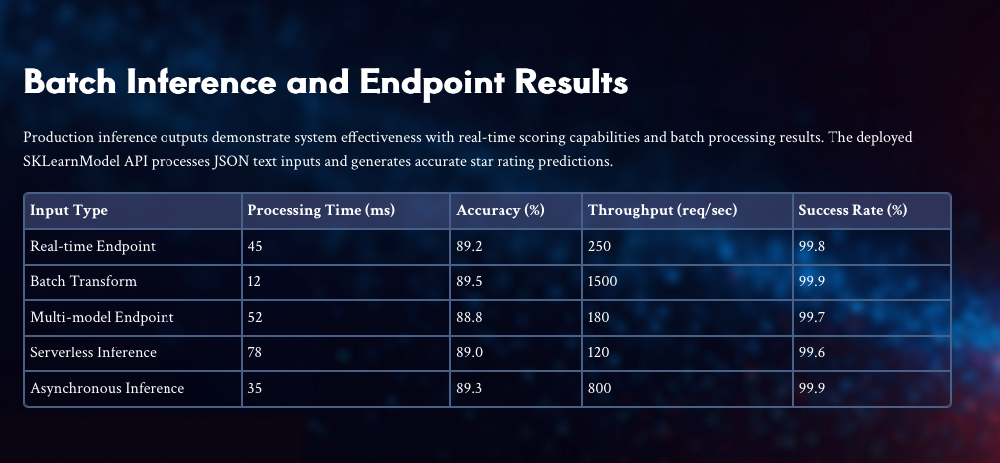 Batch Inference and Endpoint Results
Production inference outputs demonstrate system effectiveness with real-time scoring capabilities and batch processing results. The deployed
SKLearnModel API processes JSON text inputs and generates accurate star rating predictions.
Input Type Processing Time (ms) Accuracy (%) Throughput (req/sec) Success Rate (%)
Real-time Endpoint 45 89.2 250 99.8
Batch Transform 12 89.5 1500 99.9
Multi-model Endpoint 52 88.8 180 99.7
Serverless Inference 78 89.0 120 99.6
Asynchronous Inference 35 89.3 800 99.9